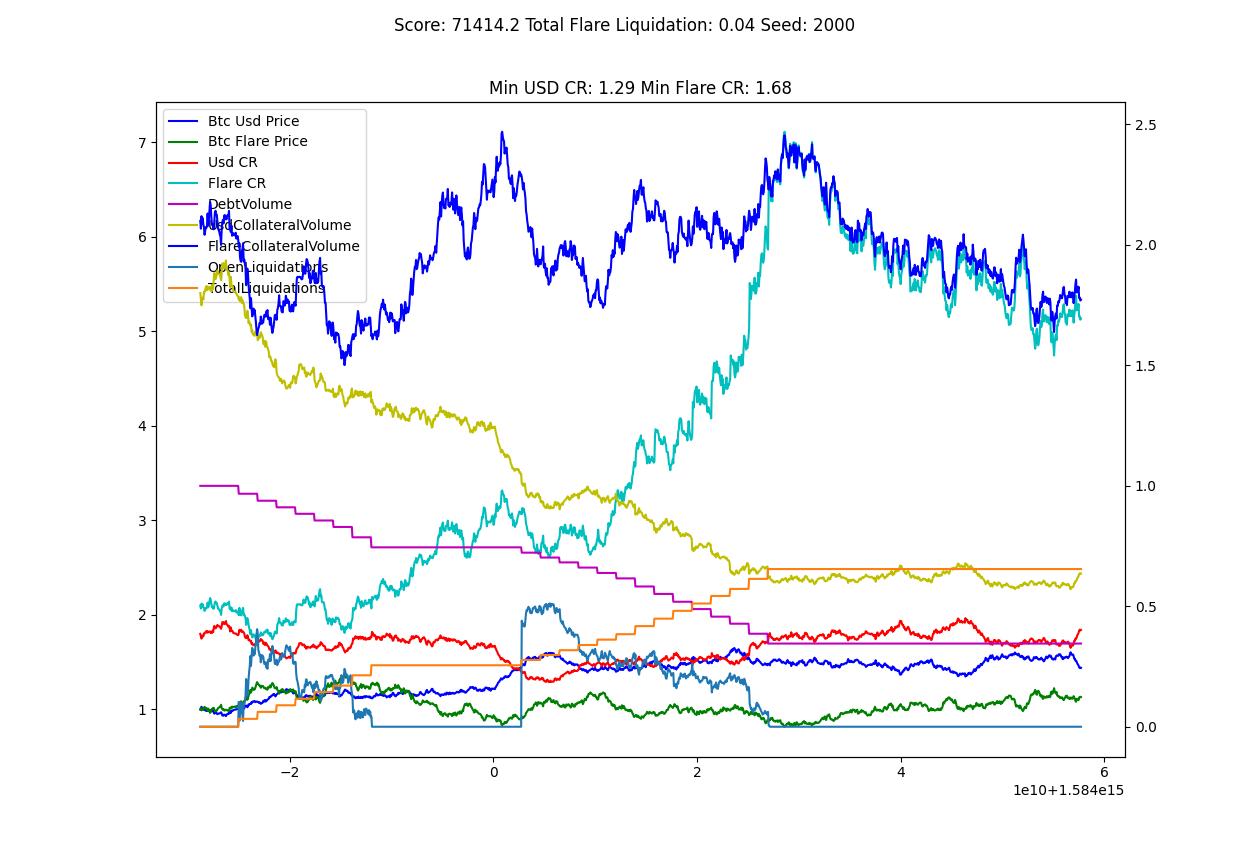 Score: 71414.2 Total Flare Liquidation: 0.04 Seed: 2000
Min USD CR: 1.29 Min Flare CR: 1.68
Btc Usd Price
Btc Flare Price
Usd CR
Flare CR
DebtVolume
UsdCollateralVolume
FlareCollateralVolume
OpenLiquidations
TotalLiquidations
7
6
5
4
3
2
1
2.5
2.0
1.5
1.0
0.5
0.0
−2
0
2
4
6
1e10+1.584e15